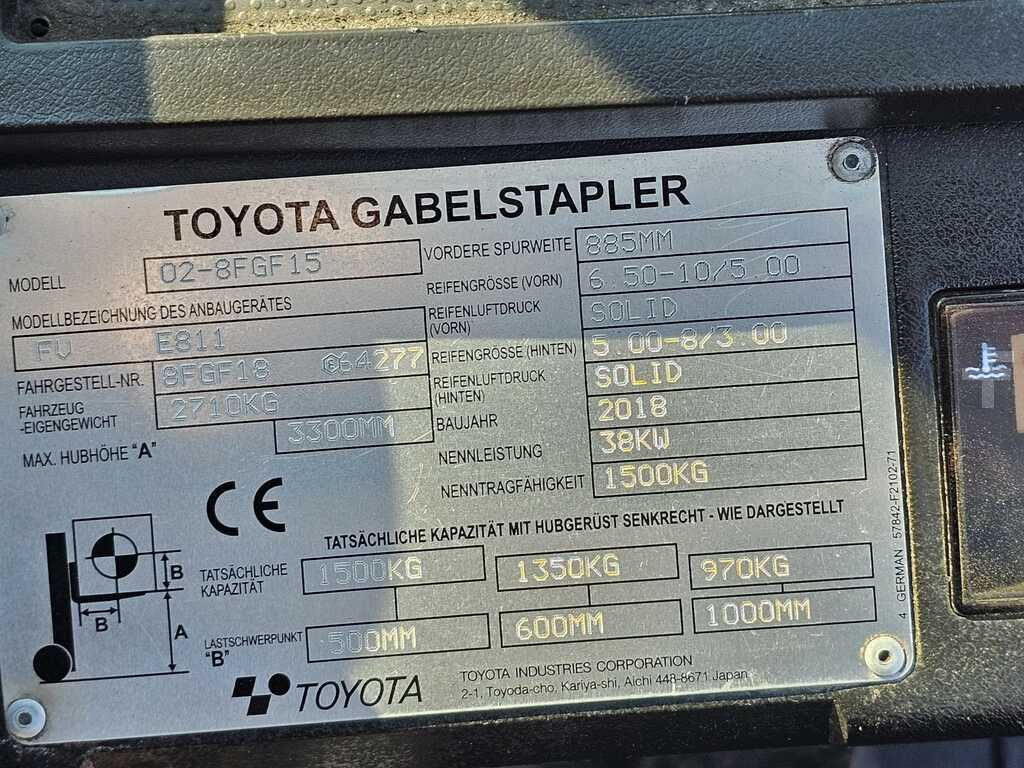 TOYOTA GABELSTAPLER
MODELL 02-8FGF15
MODELLBEZEICHNUNG DES ANBAUGERÄTES
FV E811
FAHRGESTELL-NR. 8FGF18 64277
FAHRZEUG
-EIGENGEWICHT 2710KG
MAX. HUBHÖHE "A" 3300MM
VORDERE SPURWEITE 885MM
REIFENGRÖSSE (VORN) 6.50-10/5.00
REIFENLUFTDRUCK
(VORN) SOLID
REIFENGRÖSSE (HINTEN) 5.00-8/3.00
REIFENLUFTDRUCK
(HINTEN) SOLID
BAUJAHR 2018
NENNLEISTUNG 38KW
NENNTRAGFÄHIGKEIT 1500KG
CE
TATSÄCHLICHE KAPAZITÄT MIT HUBGERÜST SENKRECHT - WIE DARGESTELLT
TATSÄCHLICHE
KAPAZITÄT 1500KG 1350KG 970KG
LASTSCHWERPUNKT
"B" 500MM 600MM 1000MM
B
B
A
TOYOTA
TOYOTA INDUSTRIES CORPORATION
2-1, Toyoda-cho, Kariya-shi, Aichi 448-8671 Japan
4 GERMAN 57842-F2102-71